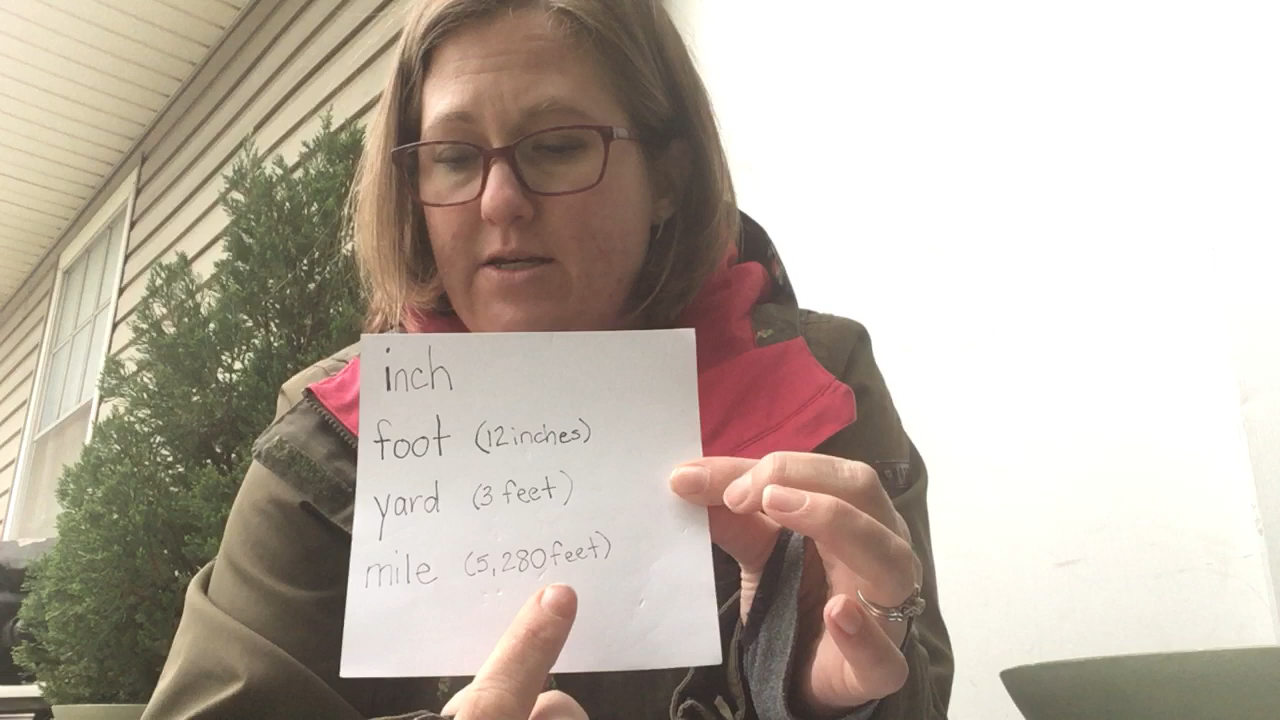 inch
foot (12 inches)
yard (3 feet)
mile (5,280 feet)